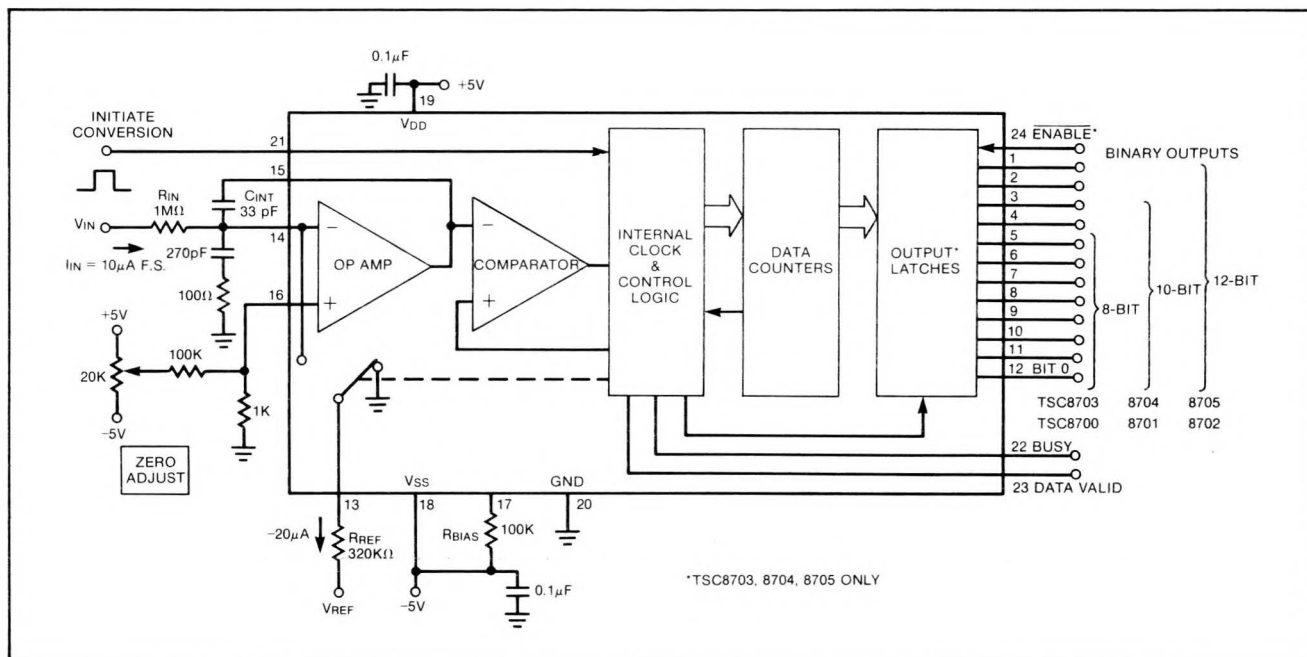 0.1µF
+5V
19
VDD
INITIATE
CONVERSION
21
15
RIN
1MΩ
CINT
33 pF
VIN
14
IIN = 10µA F.S.
270pF
100Ω
16
−
+
OP AMP
−
+
COMPARATOR
INTERNAL
CLOCK
&
CONTROL
LOGIC
DATA
COUNTERS
OUTPUT*
LATCHES
24 ENABLE*
BINARY OUTPUTS
1
2
3
4
5
6
7
8
9
10
11
12 BIT 0
8-BIT
10-BIT
12-BIT
TSC8703 8704 8705
TSC8700 8701 8702
22 BUSY
23 DATA VALID
+5V
20K
100K
−5V
1K
ZERO
ADJUST
13
−20µA
RREF
320KΩ
VREF
VSS
18
−5V
17
RBIAS
100K
0.1µF
GND
20
*TSC8703, 8704, 8705 ONLY